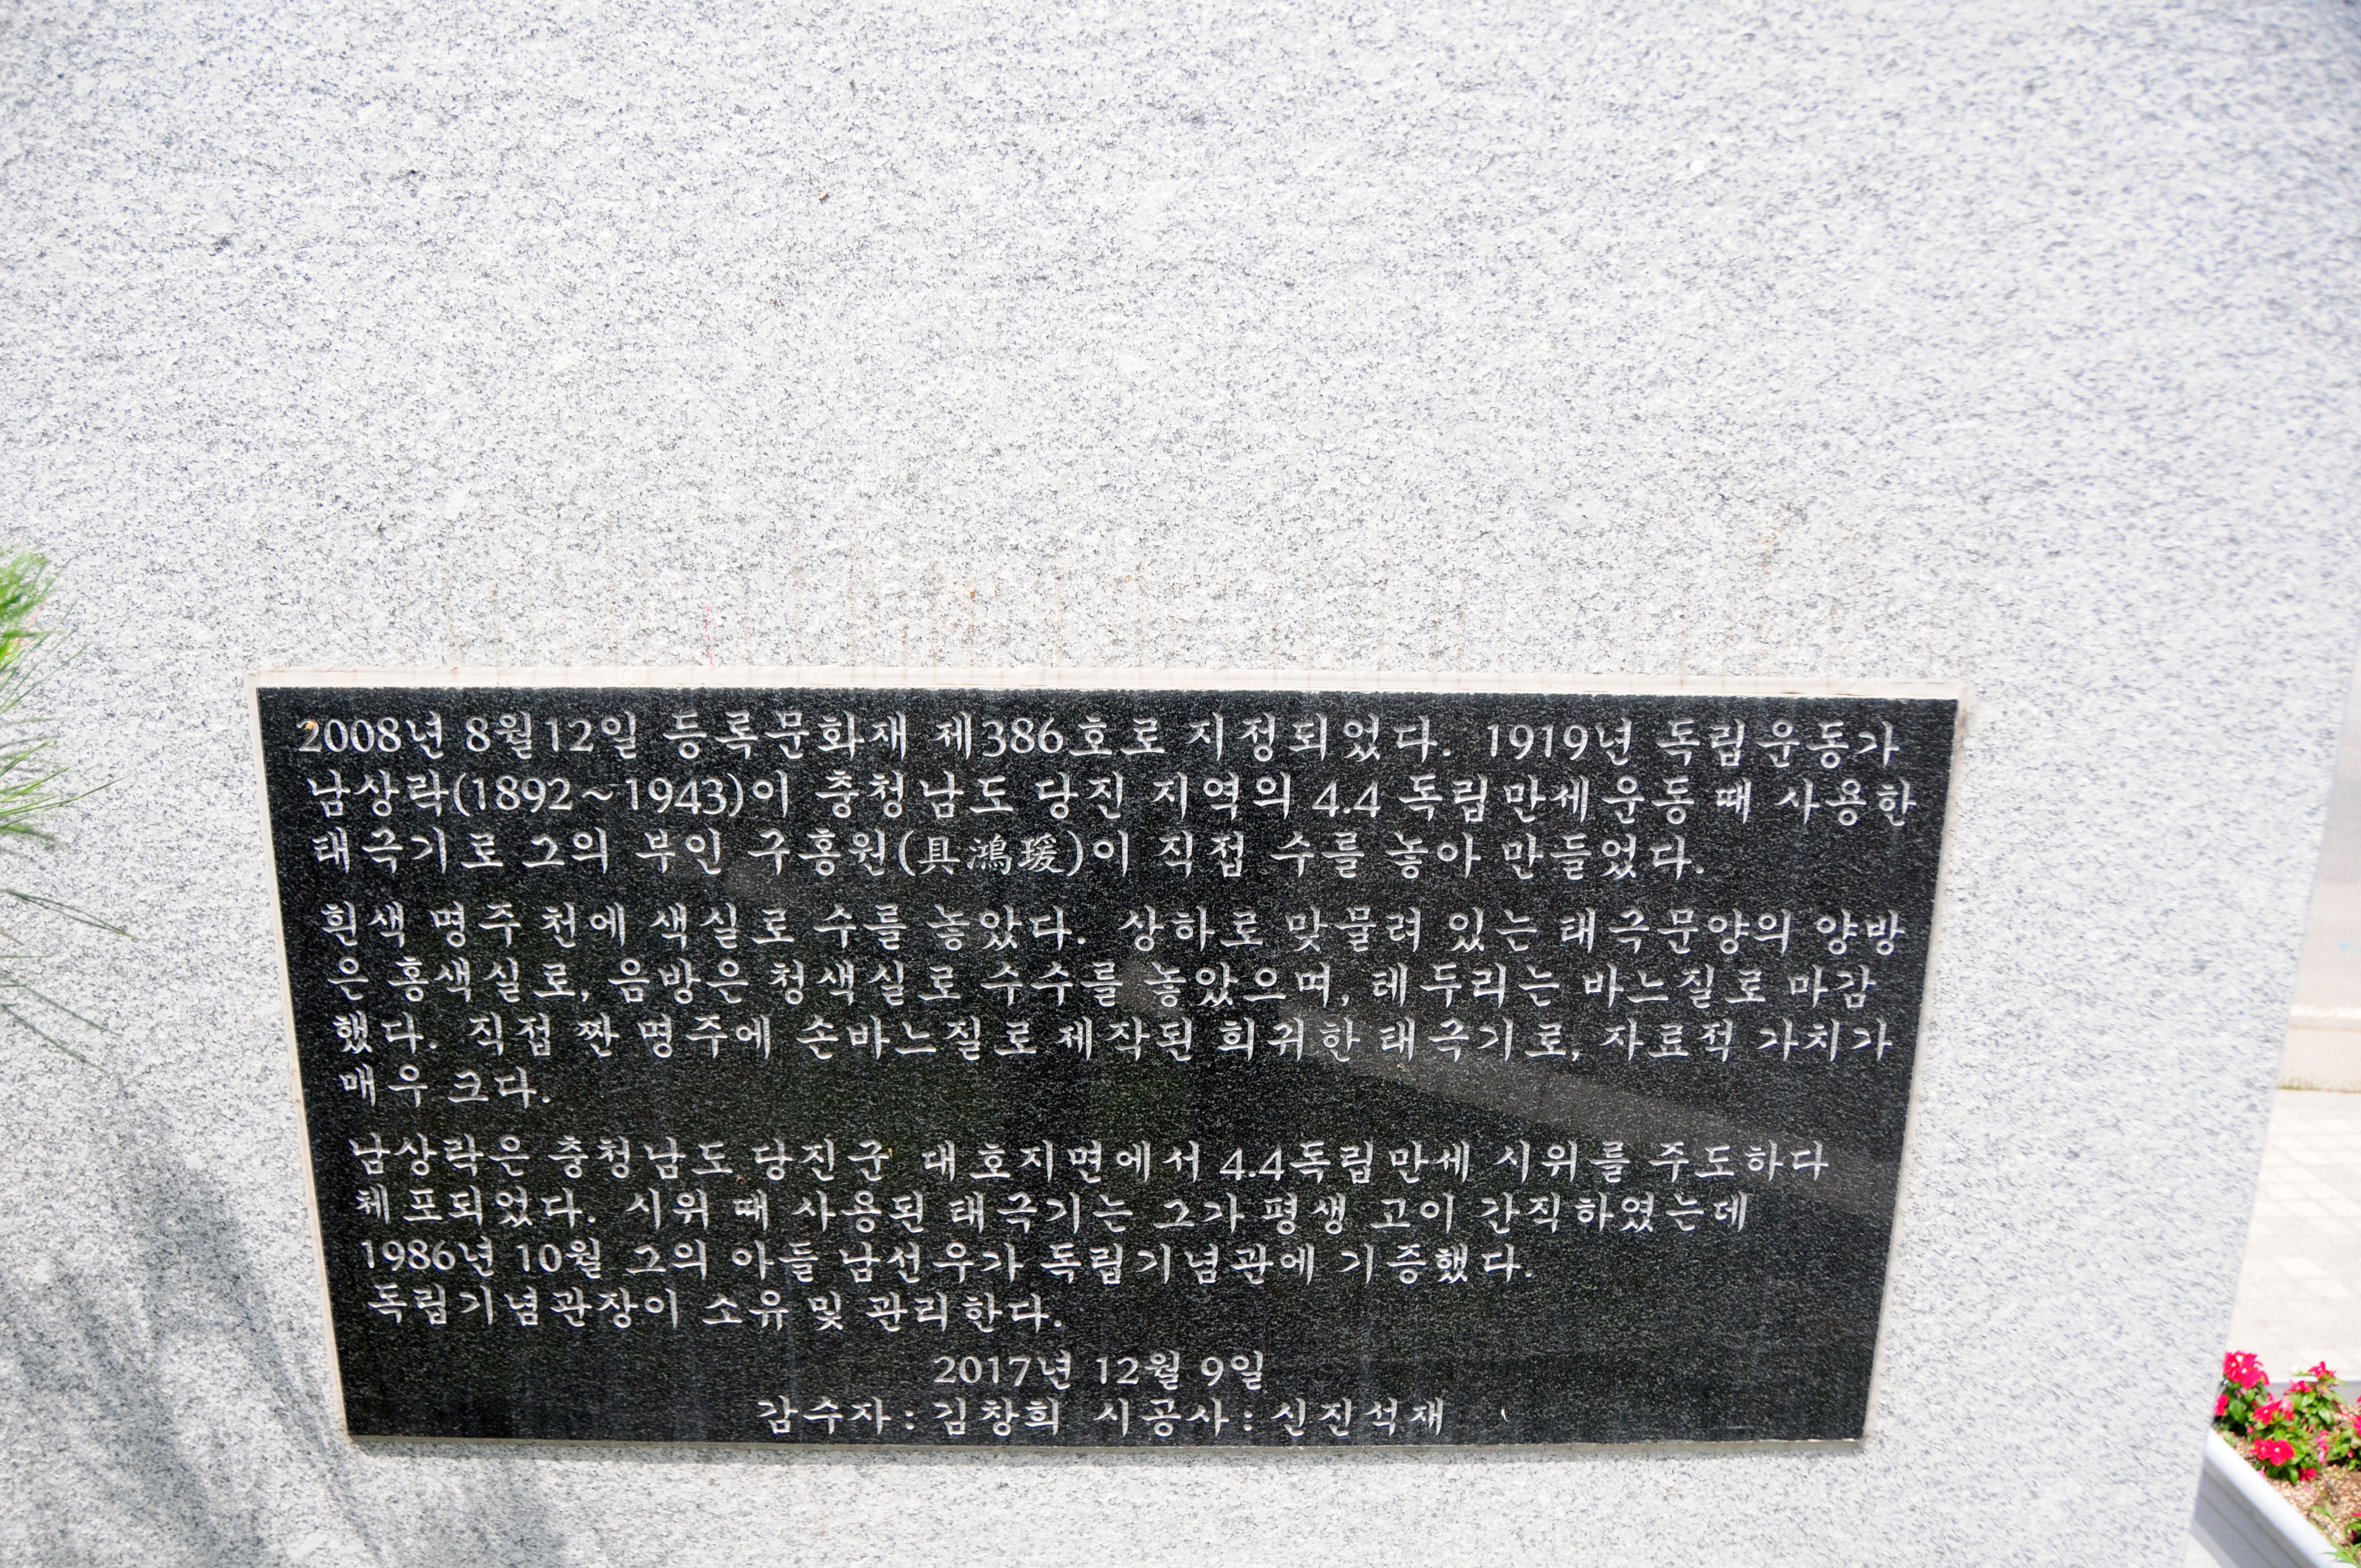 2008년 8월12일 등록문화재 제386호로 지정되었다. 1919년 독립운동가
남상락(1892~1943)이 충청남도 당진 지역의 4.4 독립만세운동 때 사용한
태극기로 그의 부인 구홍원(具鴻瑗)이 직접 수를 놓아 만들었다.
흰색 명주 천에 색실로 수를 놓았다. 상하로 맞물려 있는 태극문양의 양방
은 홍색실로, 음방은 청색실로 수수를 놓았으며, 테두리는 바느질로 마감
했다. 직접 짠 명주에 손바느질로 제작된 희귀한 태극기로, 자료적 가치가
매우 크다.
남상락은 충청남도 당진군 대호지면에서 4.4독립만세 시위를 주도하다
체포되었다. 시위 때 사용된 태극기는 그가 평생 고이 간직하였는데
1986년 10월 그의 아들 남선우가 독립기념관에 기증했다.
독립기념관장이 소유 및 관리한다.
2017년 12월 9일
감수자 : 김창희 시공사 : 신진석재